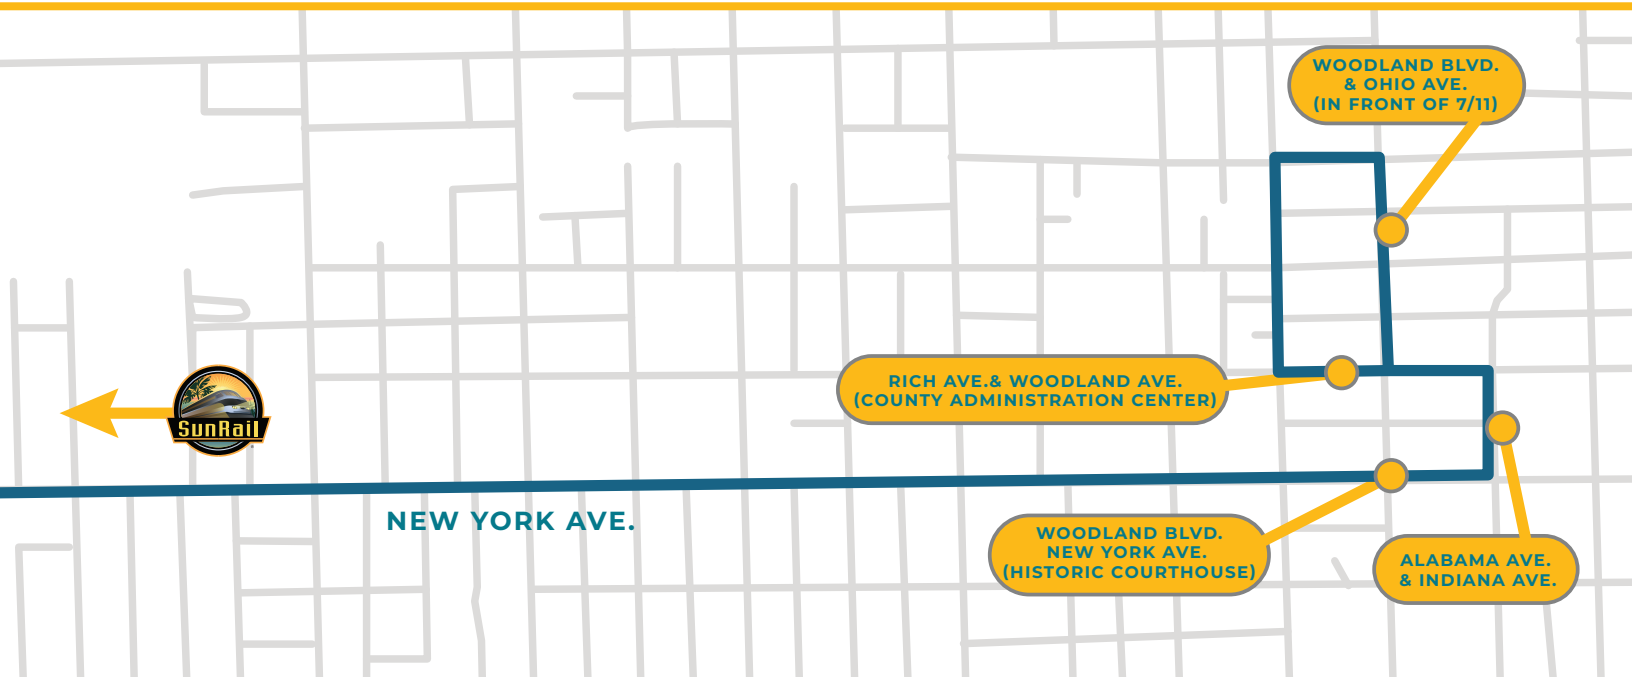 WOODLAND BLVD.
& OHIO AVE.
(IN FRONT OF 7/11)
RICH AVE.& WOODLAND AVE.
(COUNTY ADMINISTRATION CENTER)
SunRail
NEW YORK AVE.
WOODLAND BLVD.
NEW YORK AVE.
(HISTORIC COURTHOUSE)
ALABAMA AVE.
& INDIANA AVE.